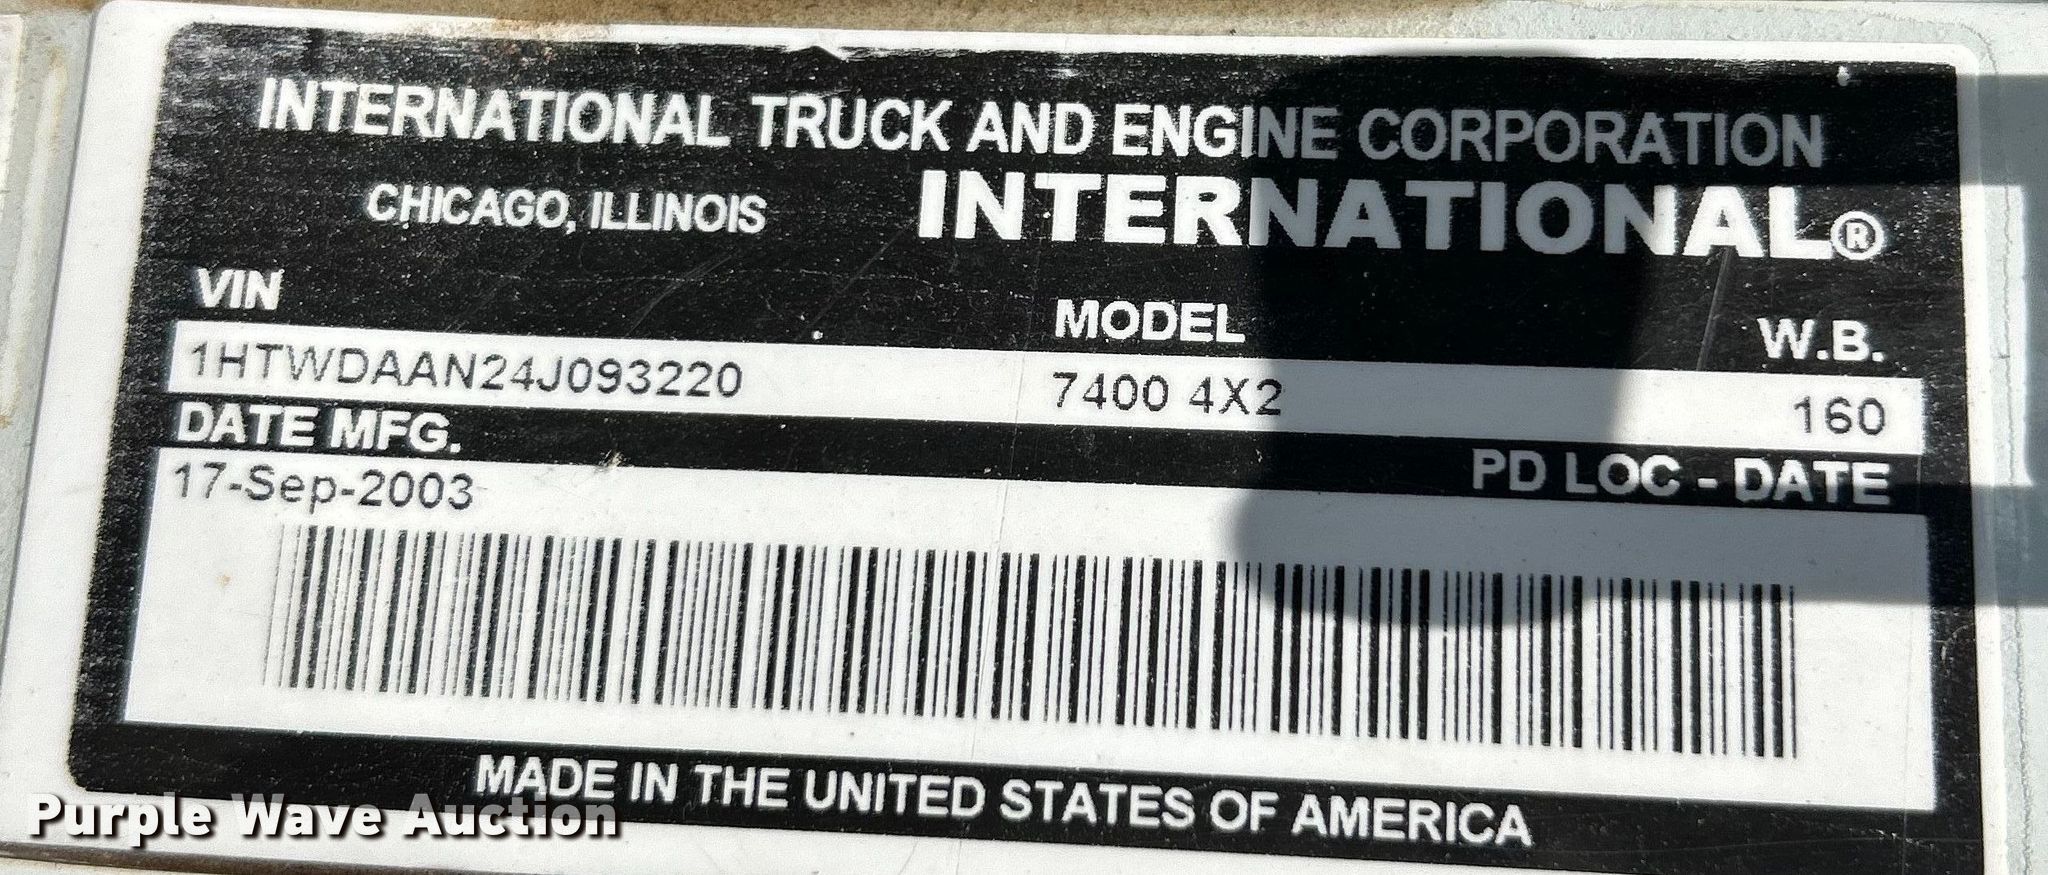 INTERNATIONAL TRUCK AND ENGINE CORPORATION
CHICAGO, ILLINOIS
INTERNATIONAL®
VIN
MODEL
W.B.
1HTWDAAN24J093220
7400 4X2
160
DATE MFG.
PD LOC - DATE
17-Sep-2003
MADE IN THE UNITED STATES OF AMERICA
Purple Wave Auction